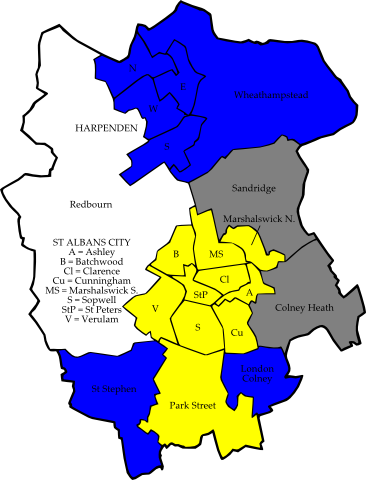 N
E
Wheathampstead
W
HARPENDEN
S
Sandridge
Redbourn
Marshalswick N.
ST ALBANS CITY
A = Ashley
B = Batchwood
Cl = Clarence
Cu = Cunningham
MS = Marshalswick S.
S = Sopwell
StP = St Peters
V = Verulam
B
MS
Cl
StP
A
V
S
Cu
Colney Heath
St Stephen
London
Colney
Park Street